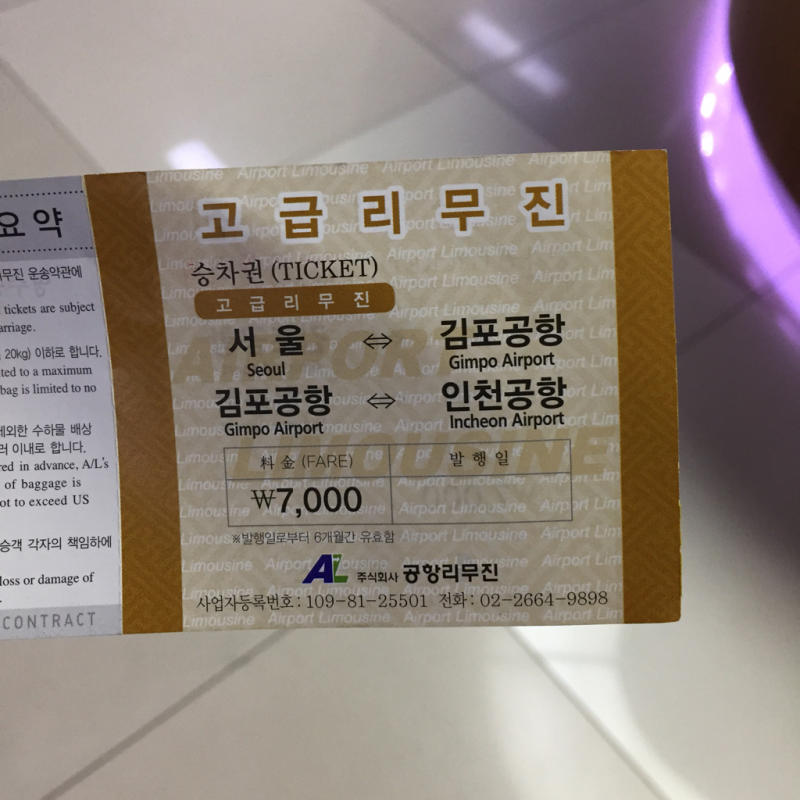 요약
리무진 운송약관에
tickets are subject
arriage.
20kg) 이하로 합니다.
ted to a maximum
bag is limited to no
제외한 수하물 배상
러 이내로 합니다.
red in advance, A/L's
of baggage is
ot to exceed US
승객 각자의 책임하에
loss or damage of
CONTRACT
고급리무진
승차권 (TICKET)
고급리무진
서울 ⇔ 김포공항
Seoul Gimpo Airport
김포공항 ⇔ 인천공항
Gimpo Airport Incheon Airport
料金 (FARE) 발행일
₩7,000
※발행일로부터 6개월간 유효함
AL 주식회사 공항리무진
사업자등록번호 : 109-81-25501 전화 : 02-2664-9898
AIRPORT
LIMOUSINE
Airport Limousine